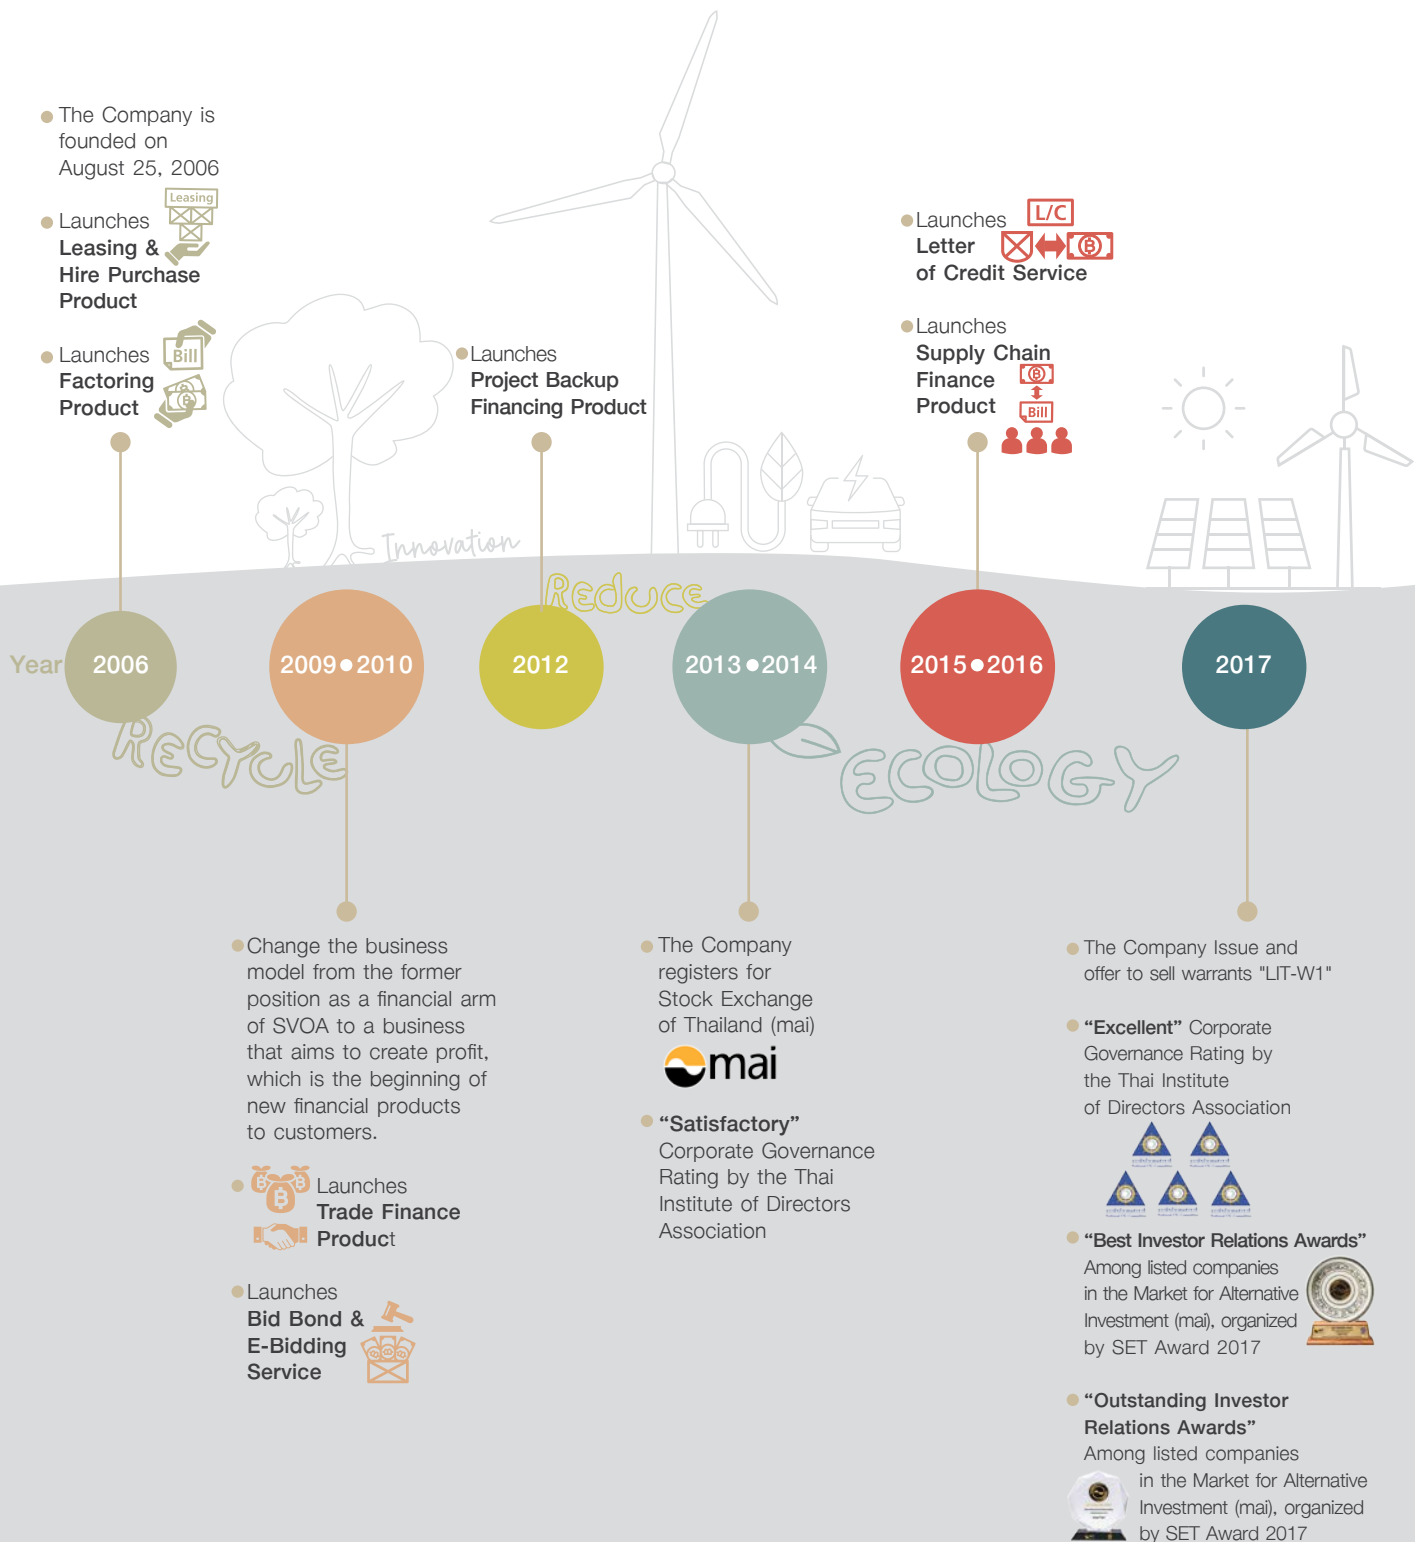 The Company is
founded on
August 25, 2006
Launches
Leasing &
Hire Purchase
Product
Leasing
Launches
Factoring
Product
Bill
Launches
Project Backup
Financing Product
Launches
Letter
of Credit Service
L/C
Launches
Supply Chain
Finance
Product
Bill
Innovation
Reduce
Year
2006
2009 • 2010
2012
2013 • 2014
2015 • 2016
2017
RECYCLE
ECOLOGY
Change the business
model from the former
position as a financial arm
of SVOA to a business
that aims to create profit,
which is the beginning of
new financial products
to customers.
Launches
Trade Finance
Product
Launches
Bid Bond &
E-Bidding
Service
The Company
registers for
Stock Exchange
of Thailand (mai)
mai
“Satisfactory”
Corporate Governance
Rating by the Thai
Institute of Directors
Association
The Company Issue and
offer to sell warrants "LIT-W1"
“Excellent” Corporate
Governance Rating by
the Thai Institute
of Directors Association
“Best Investor Relations Awards”
Among listed companies
in the Market for Alternative
Investment (mai), organized
by SET Award 2017
“Outstanding Investor
Relations Awards”
Among listed companies
in the Market for Alternative
Investment (mai), organized
by SET Award 2017